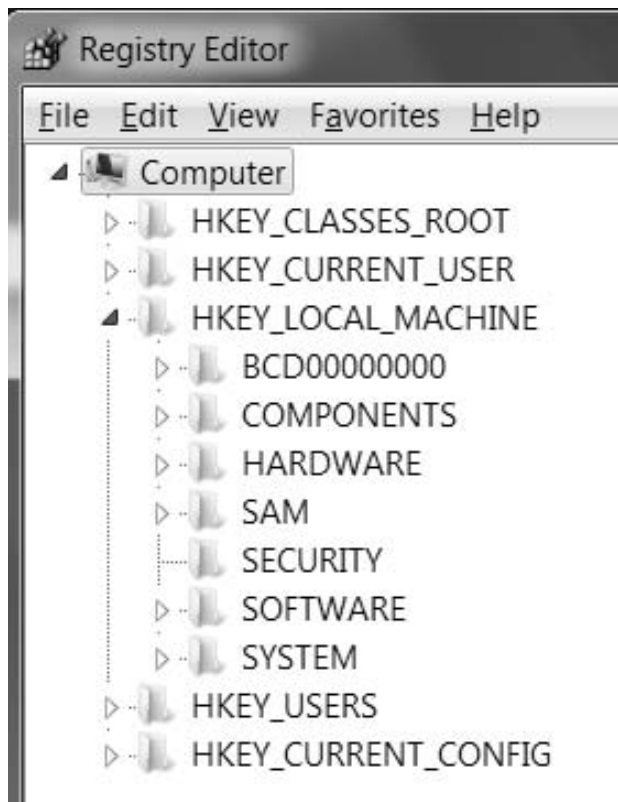 Registry Editor
File Edit View Favorites Help
Computer
HKEY_CLASSES_ROOT
HKEY_CURRENT_USER
HKEY_LOCAL_MACHINE
BCD00000000
COMPONENTS
HARDWARE
SAM
SECURITY
SOFTWARE
SYSTEM
HKEY_USERS
HKEY_CURRENT_CONFIG